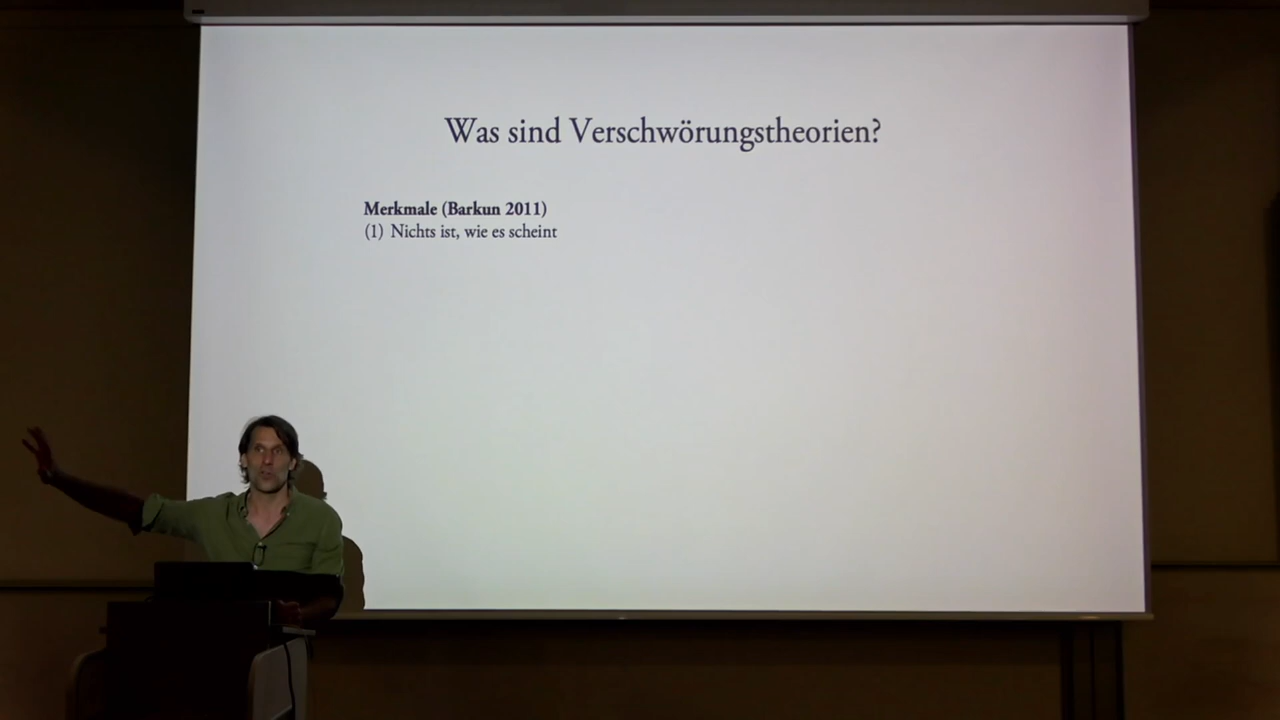 Was sind Verschwörungstheorien?
Merkmale (Barkun 2011)
(1) Nichts ist, wie es scheint